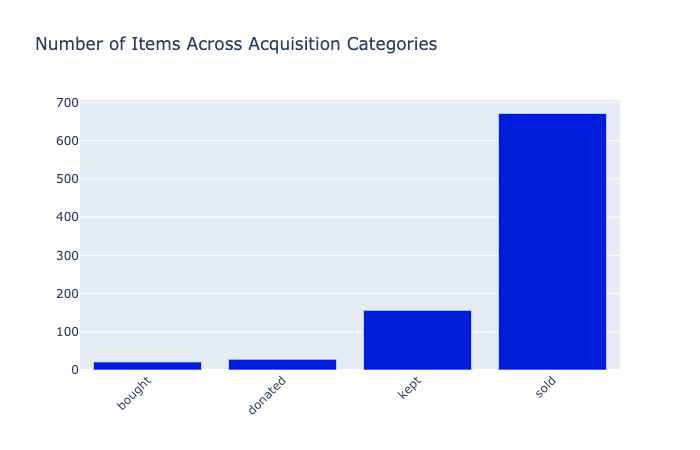 Number of Items Across Acquisition Categories
700
600
500
400
300
200
100
0
bought
donated
kept
sold